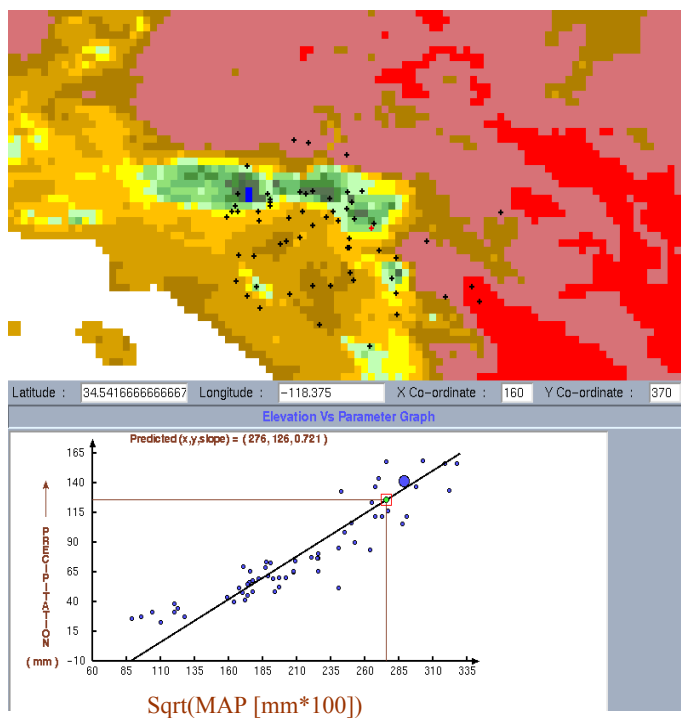 Latitude : 34.5416666666667 Longitude : -118.375 X Co-ordinate : 160 Y Co-ordinate : 370
Elevation Vs Parameter Graph
Predicted (x,y,slope) = ( 276, 126, 0.721 )
165
140
115
90
65
40
15
-10
PRECIPITATION
( mm )
60 85 110 135 160 185 210 235 260 285 310 335
Sqrt(MAP [mm*100])